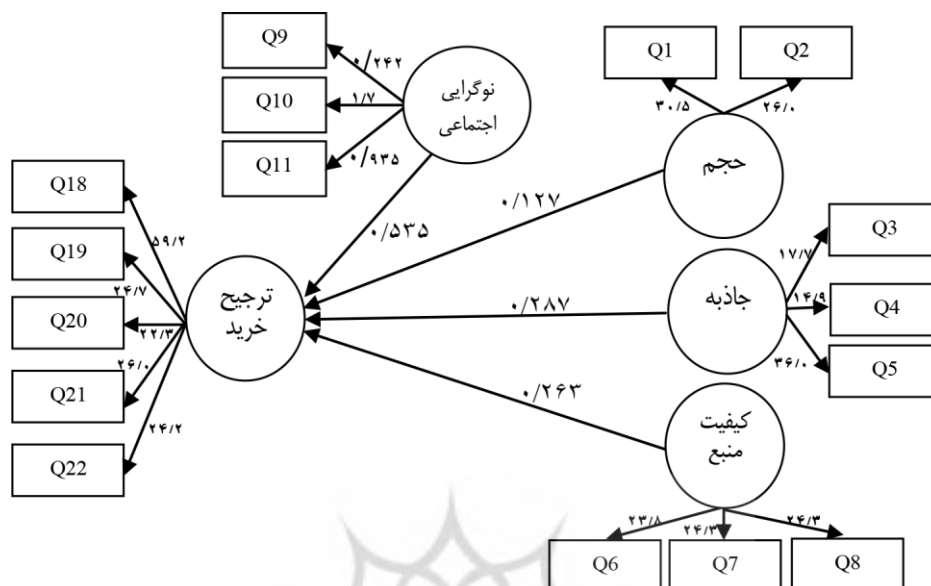 Q9
Q10
Q11
۰/۲۴۲
۱/۷
۰/۹۳۵
نوگرایی
اجتماعی
Q1
Q2
۳۰/۵
۲۶/۰
حجم
Q18
Q19
Q20
Q21
Q22
۵۹/۲
۲۴/۷
۲۲/۳
۲۶/۰
۲۴/۲
ترجیح
خرید
۰/۵۳۵
۰/۱۲۷
۰/۲۸۷
۰/۲۶۳
جاذبه
۱۷/۷
۱۴/۹
۳۶/۰
Q3
Q4
Q5
کیفیت
منبع
۲۳/۸
۲۴/۳
۲۴/۳
Q6
Q7
Q8